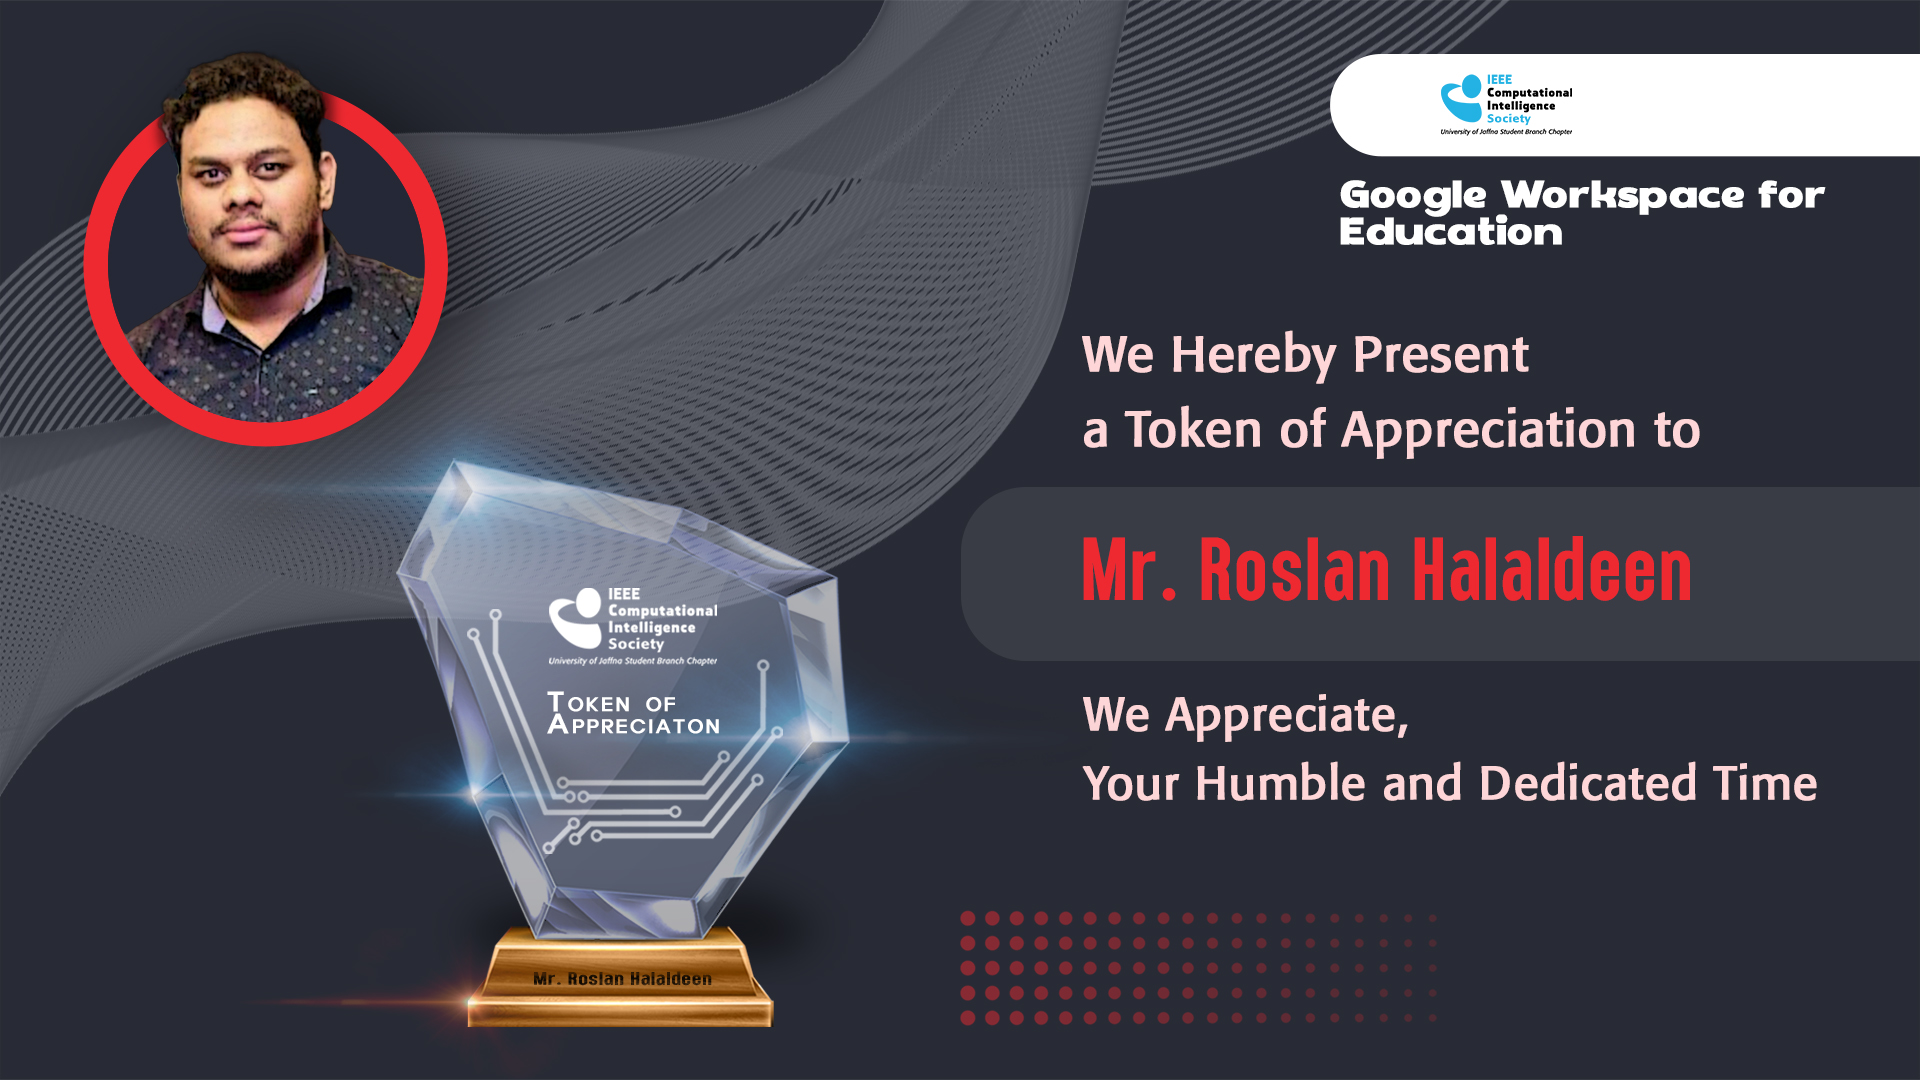 IEEE
Computational
Intelligence
Society
University of Jaffna Student Branch Chapter
Google Workspace for
Education
We Hereby Present
a Token of Appreciation to
Mr. Roslan Halaldeen
We Appreciate,
Your Humble and Dedicated Time
IEEE
Computational
Intelligence
Society
University of Jaffna Student Branch Chapter
TOKEN OF
APPRECIATON
Mr. Roslan Halaldeen